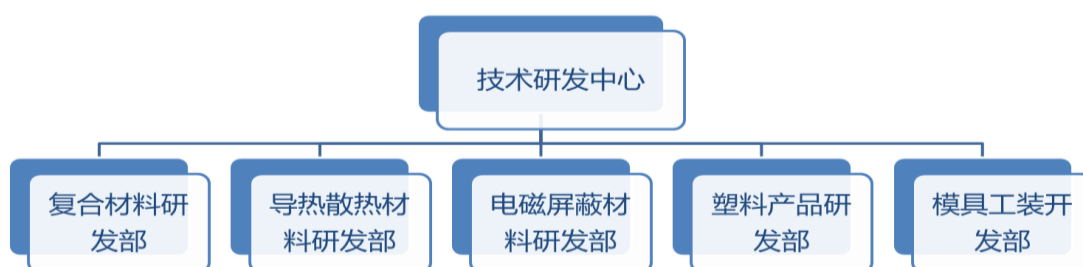 技术研发中心
复合材料研
发部
导热散热材
料研发部
电磁屏蔽材
料研发部
塑料产品研
发部
模具工装开
发部